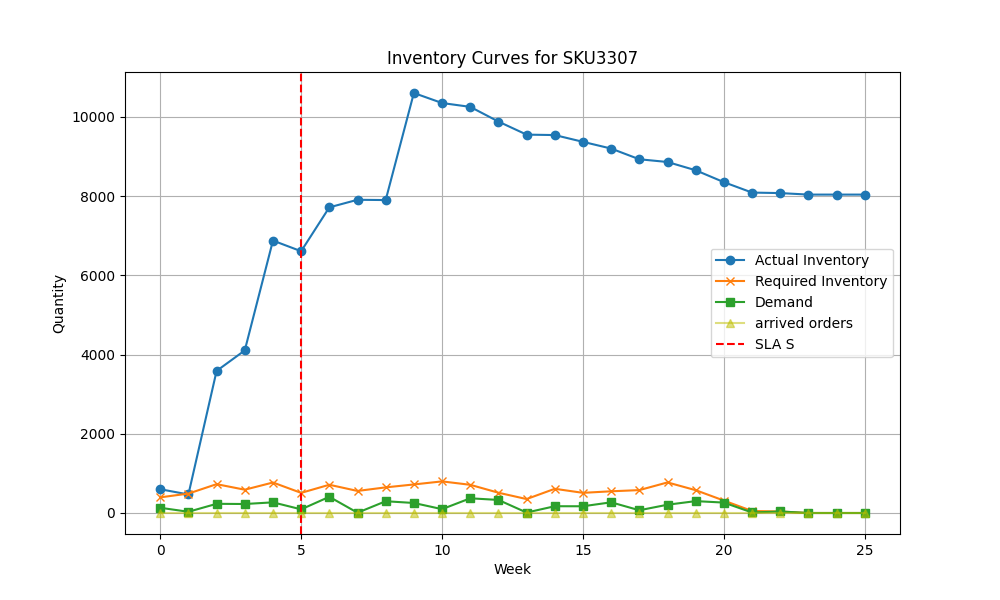 Inventory Curves for SKU3307
10000
8000
6000
4000
2000
0
Quantity
Actual Inventory
Required Inventory
Demand
arrived orders
SLA S
0 5 10 15 20 25
Week